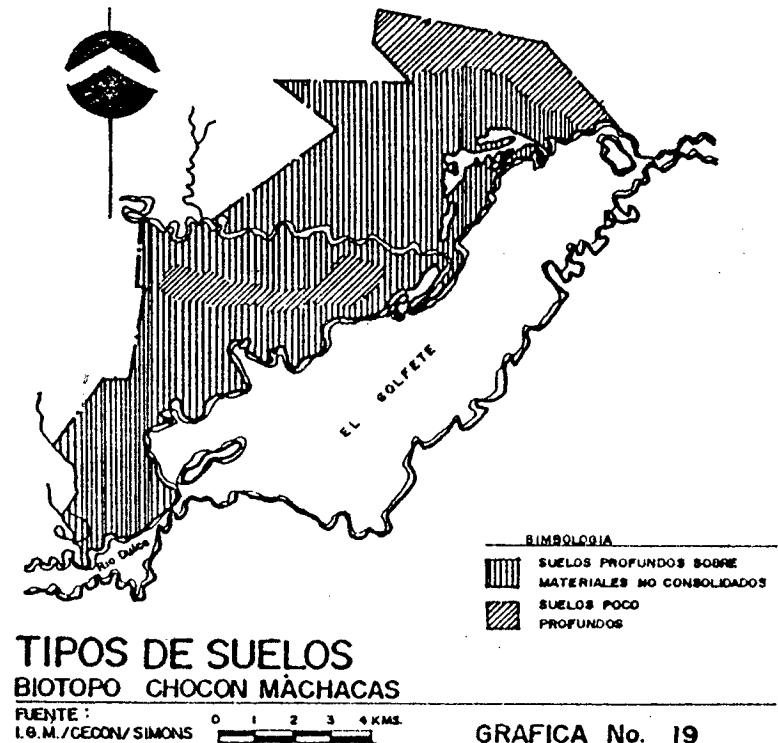 EL GOLFETE
Rio Dulce
SIMBOLOGIA
SUELOS PROFUNDOS SOBRE
MATERIALES NO CONSOLIDADOS
SUELOS POCO
PROFUNDOS
TIPOS DE SUELOS
BIOTOPO CHOCON MÀCHACAS
FUENTE :
I.G.M./CECON/SIMONS
0 1 2 3 4 KMS.
GRAFICA No. 19